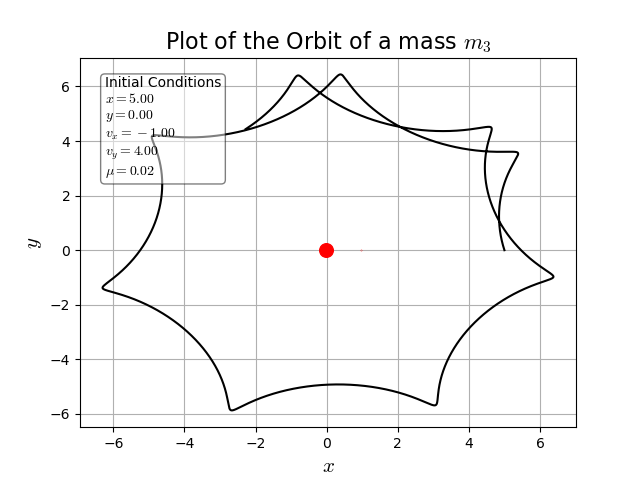 Plot of the Orbit of a mass m₃
Initial Conditions
x = 5.00
y = 0.00
vₓ = −1.00
v_y = 4.00
μ = 0.02
y
6
4
2
0
−2
−4
−6
−6 −4 −2 0 2 4 6
x